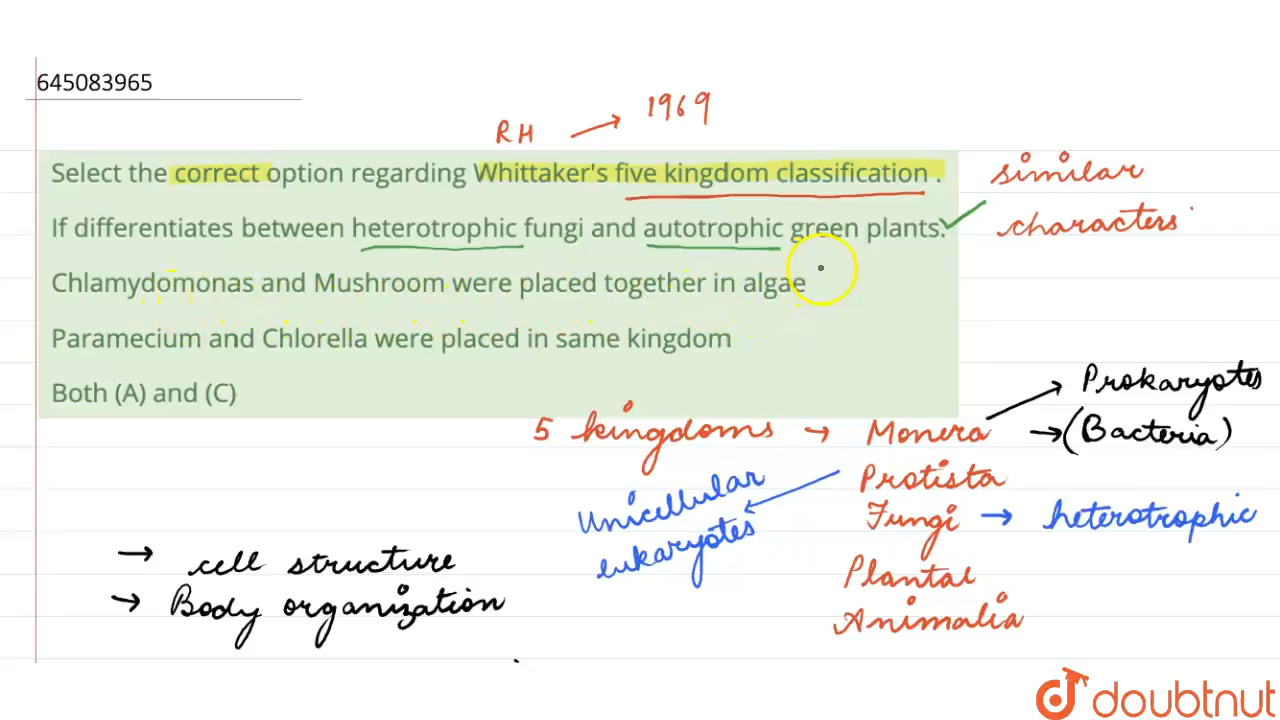 645083965
1969
RH →
Select the correct option regarding Whittaker's five kingdom classification .
similar
If differentiates between heterotrophic fungi and autotrophic green plants.
characters
Chlamydomonas and Mushroom were placed together in algae
Paramecium and Chlorella were placed in same kingdom
Both (A) and (C)
5 kingdoms → Monera
Prokaryotes
→ (Bacteria)
Protista
Unicellular
eukaryotes
Fungi → heterotrophic
Plantae
Animalia
→ cell structure
→ Body organization
doubtnut